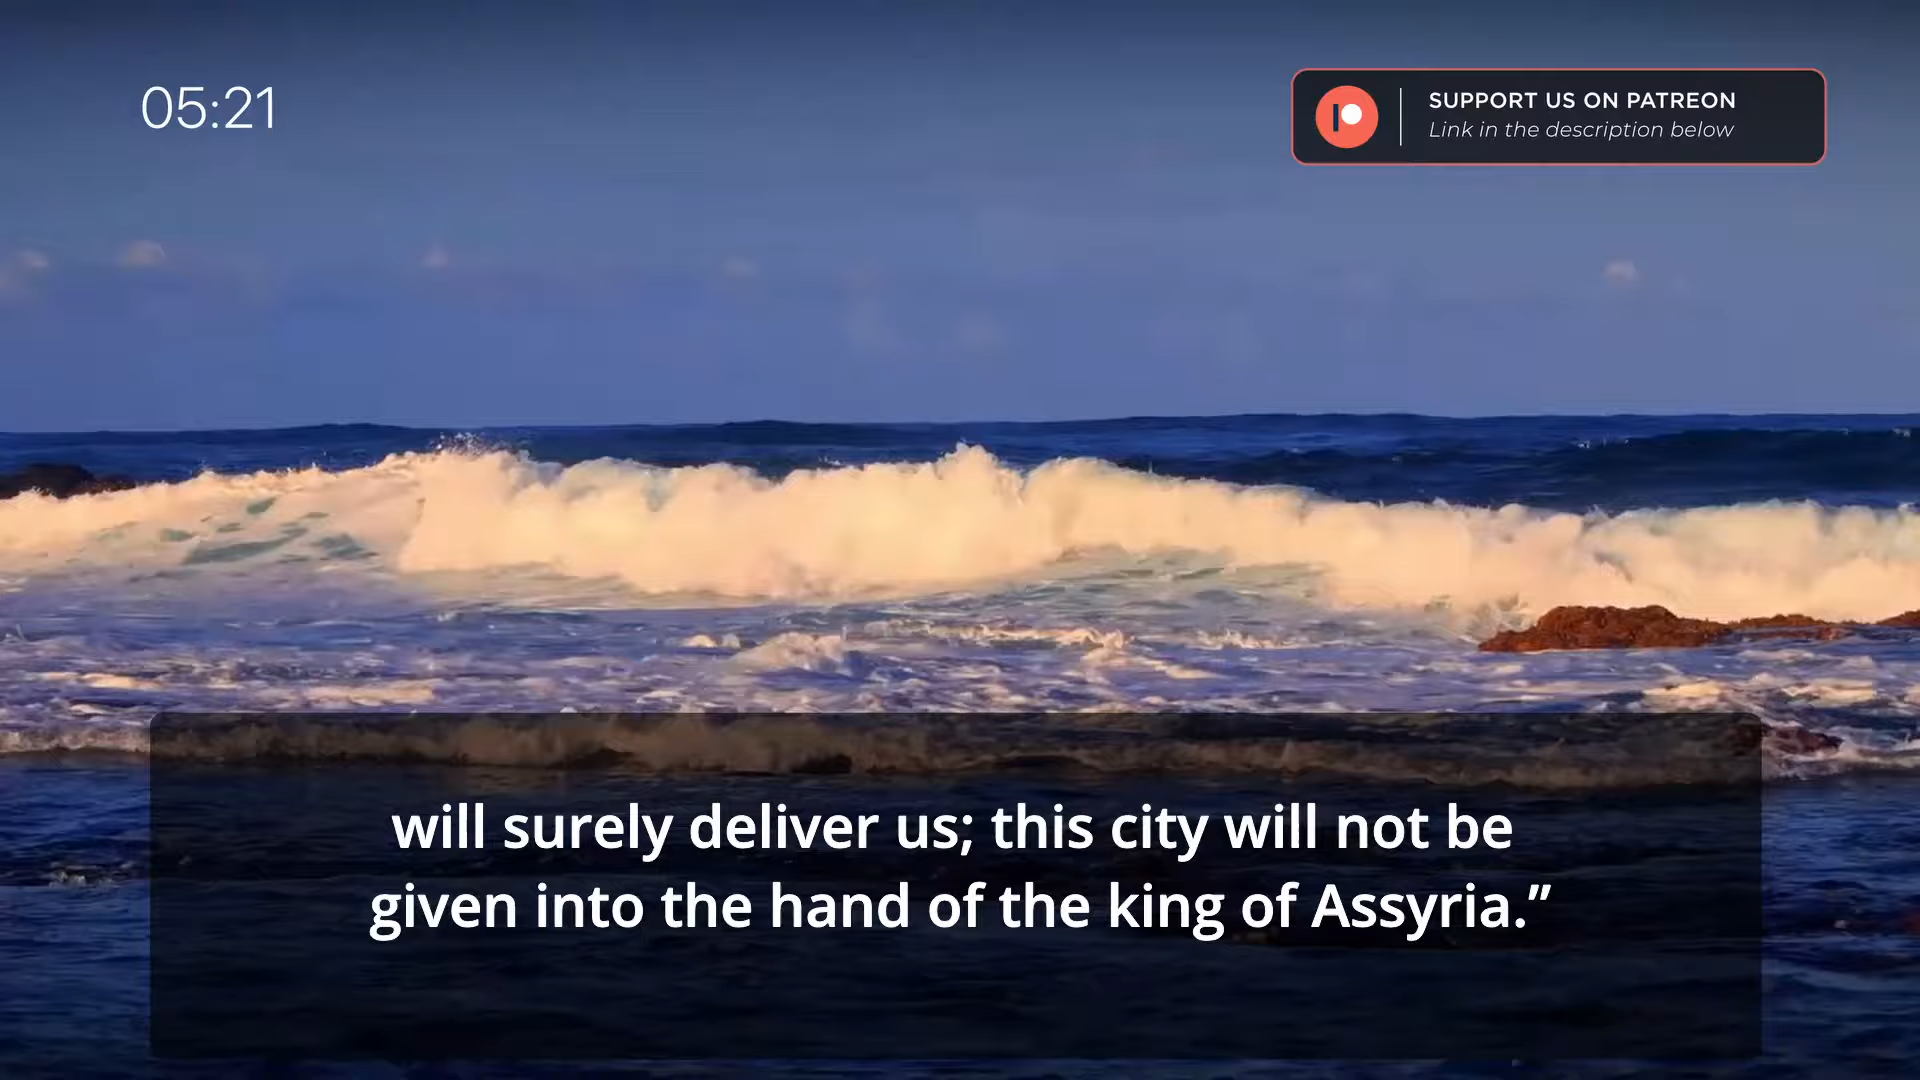 05:21
SUPPORT US ON PATREON
Link in the description below
will surely deliver us; this city will not be
given into the hand of the king of Assyria.”